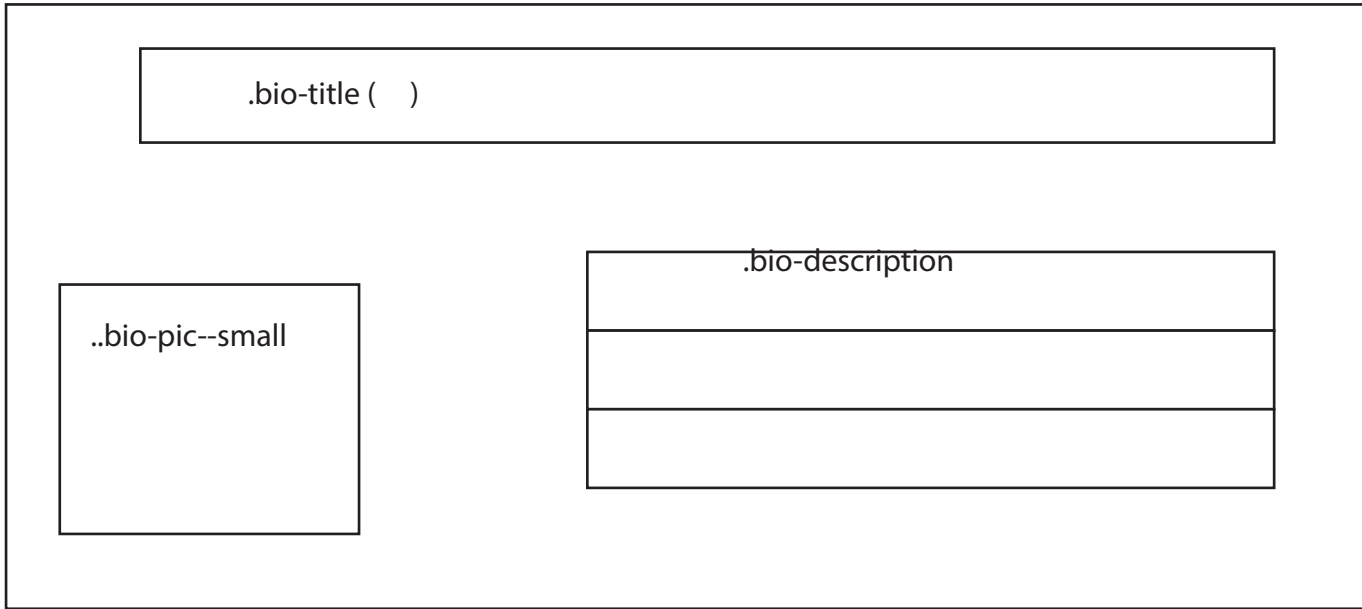 .bio-title (    )
.bio-description
..bio-pic--small